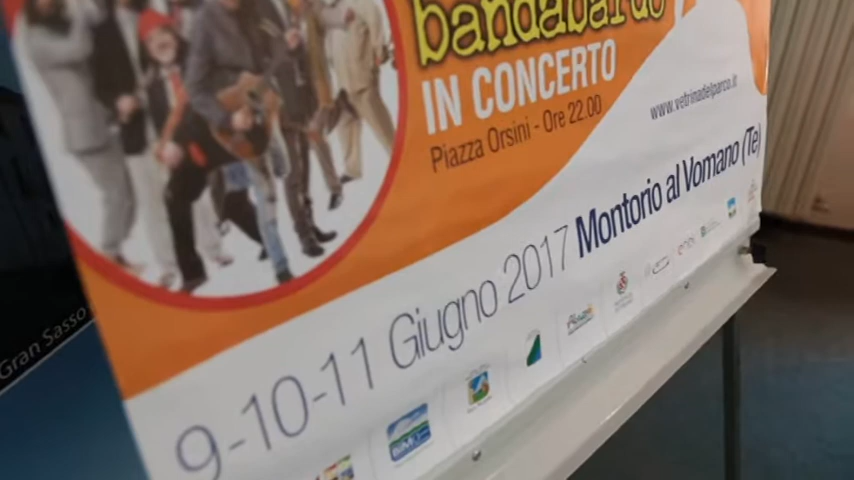 bandabardò
IN CONCERTO
Piazza Orsini - Ore 22.00
www.vetrinadelparco.it
9-10-11 Giugno 2017 Montorio al Vomano (Te)
Gran Sasso
BIM